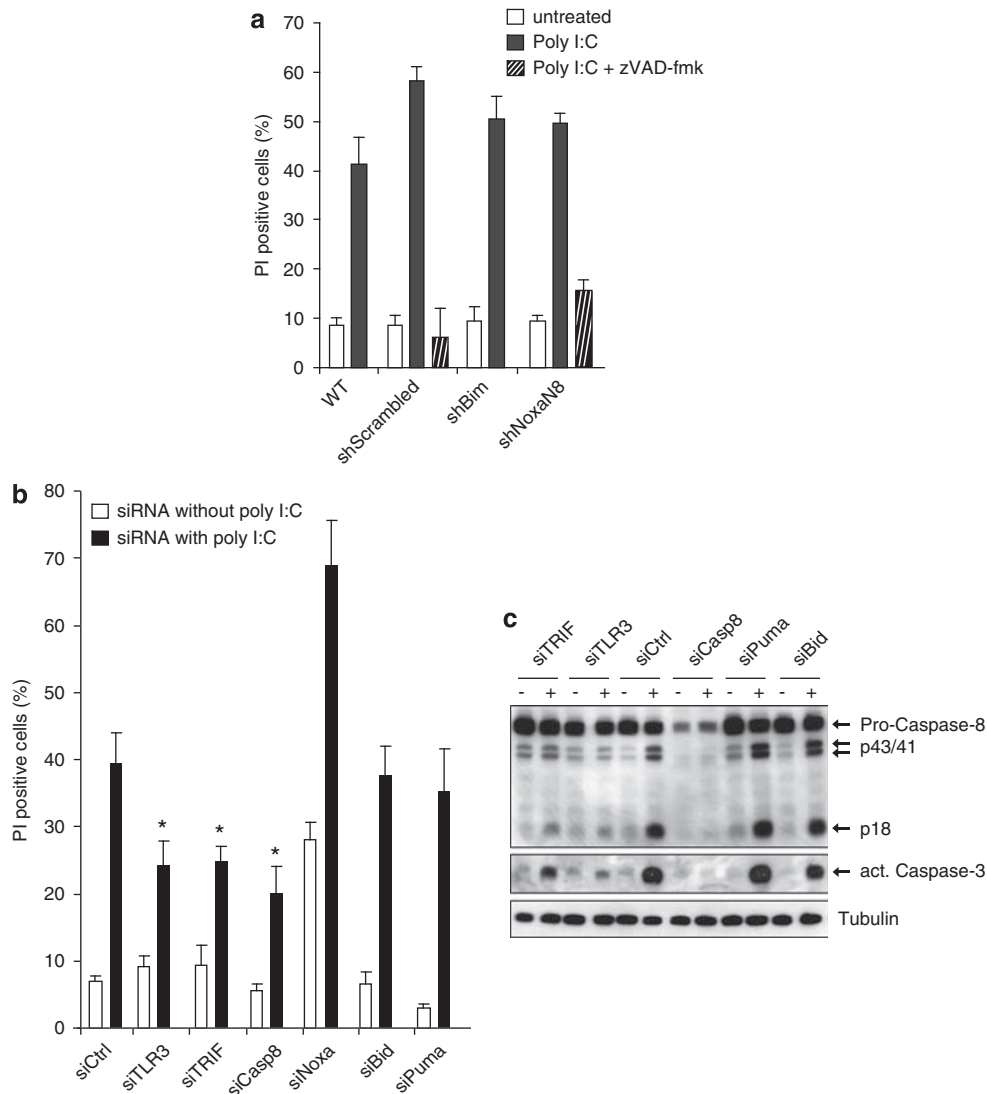 a
untreated
Poly I:C
Poly I:C + zVAD-fmk
PI positive cells (%)
70
60
50
40
30
20
10
0
WT
shScrambled
shBim
shNoxaN8
b
siRNA without poly I:C
siRNA with poly I:C
PI positive cells (%)
80
70
60
50
40
30
20
10
0
* * *
siCtrl
siTLR3
siTRIF
siCasp8
siNoxa
siBid
siPuma
c
siTRIF siTLR3 siCtrl siCasp8 siPuma siBid
- + - + - + - + - + - +
Pro-Caspase-8
p43/41
p18
act. Caspase-3
Tubulin